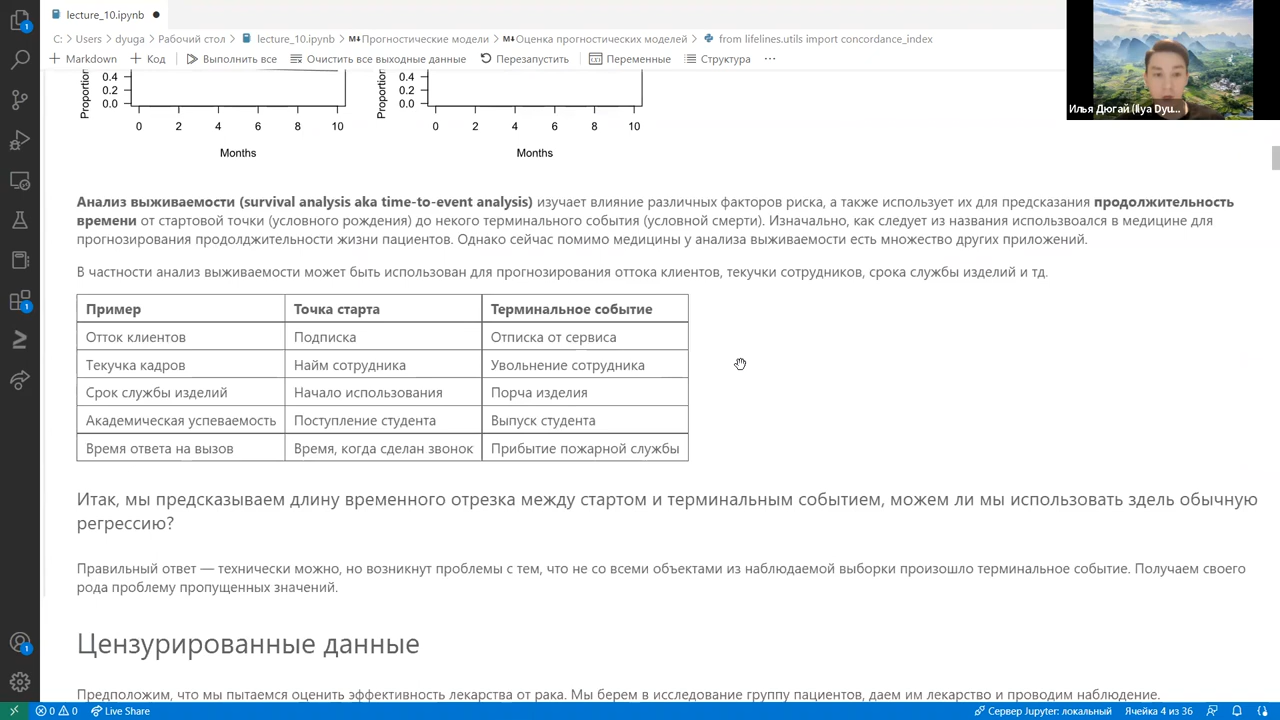 lecture_10.ipynb
C: > Users > dyuga > Рабочий стол > lecture_10.ipynb > M↓Прогностические модели > M↓Оценка прогностических моделей > from lifelines.utils import concordance_index
+ Markdown + Код Выполнить все Очистить все выходные данные Перезапустить Переменные Структура ...
Илья Дюгай (Ilya Dyu...
Proportion
0.4
0.2
0.0
0 2 4 6 8 10
Months
0.4
0.2
0.0
0 2 4 6 8 10
Months
Анализ выживаемости (survival analysis aka time-to-event analysis) изучает влияние различных факторов риска, а также использует их для предсказания продолжительность
времени от стартовой точки (условного рождения) до некого терминального события (условной смерти). Изначально, как следует из названия использвоался в медицине для
прогнозирования продолджительности жизни пациентов. Однако сейчас помимо медицины у анализа выживаемости есть множество других приложений.
В частности анализ выживаемости может быть использован для прогнозирования оттока клиентов, текучки сотрудников, срока службы изделий и тд.
Пример Точка старта Терминальное событие
Отток клиентов Подписка Отписка от сервиса
Текучка кадров Найм сотрудника Увольнение сотрудника
Срок службы изделий Начало использования Порча изделия
Академическая успеваемость Поступление студента Выпуск студента
Время ответа на вызов Время, когда сделан звонок Прибытие пожарной службы
Итак, мы предсказываем длину временного отрезка между стартом и терминальным событием, можем ли мы использовать здель обычную
регрессию?
Правильный ответ — технически можно, но возникнут проблемы с тем, что не со всеми объектами из наблюдаемой выборки произошло терминальное событие. Получаем своего
рода проблему пропущенных значений.
Цензурированные данные
Предположим, что мы пытаемся оценить эффективность лекарства от рака. Мы берем в исследование группу пациентов, даем им лекарство и проводим наблюдение.
0 0 Live Share Сервер Jupyter: локальный Ячейка 4 из 36